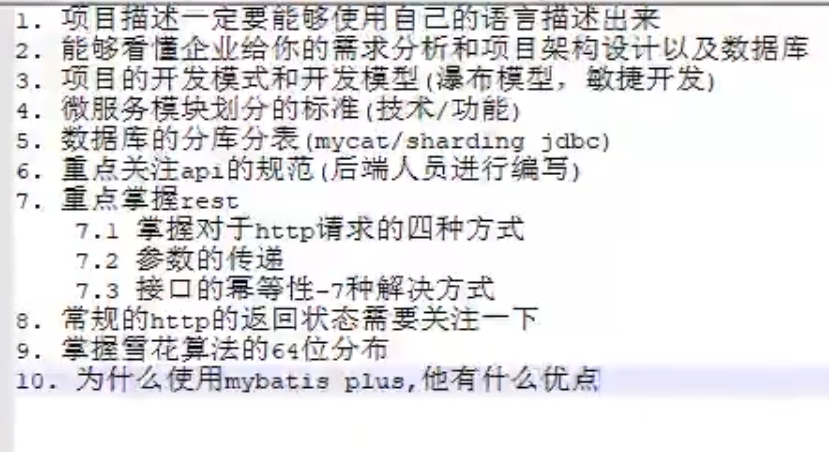 1. 项目描述一定要能够使用自己的语言描述出来
2. 能够看懂企业给你的需求分析和项目架构设计以及数据库
3. 项目的开发模式和开发模型(瀑布模型，敏捷开发)
4. 微服务模块划分的标准(技术/功能)
5. 数据库的分库分表(mycat/sharding jdbc)
6. 重点关注api的规范(后端人员进行编写)
7. 重点掌握rest
7.1 掌握对于http请求的四种方式
7.2 参数的传递
7.3 接口的幂等性-7种解决方式
8. 常规的http的返回状态需要关注一下
9. 掌握雪花算法的64位分布
10. 为什么使用mybatis plus,他有什么优点